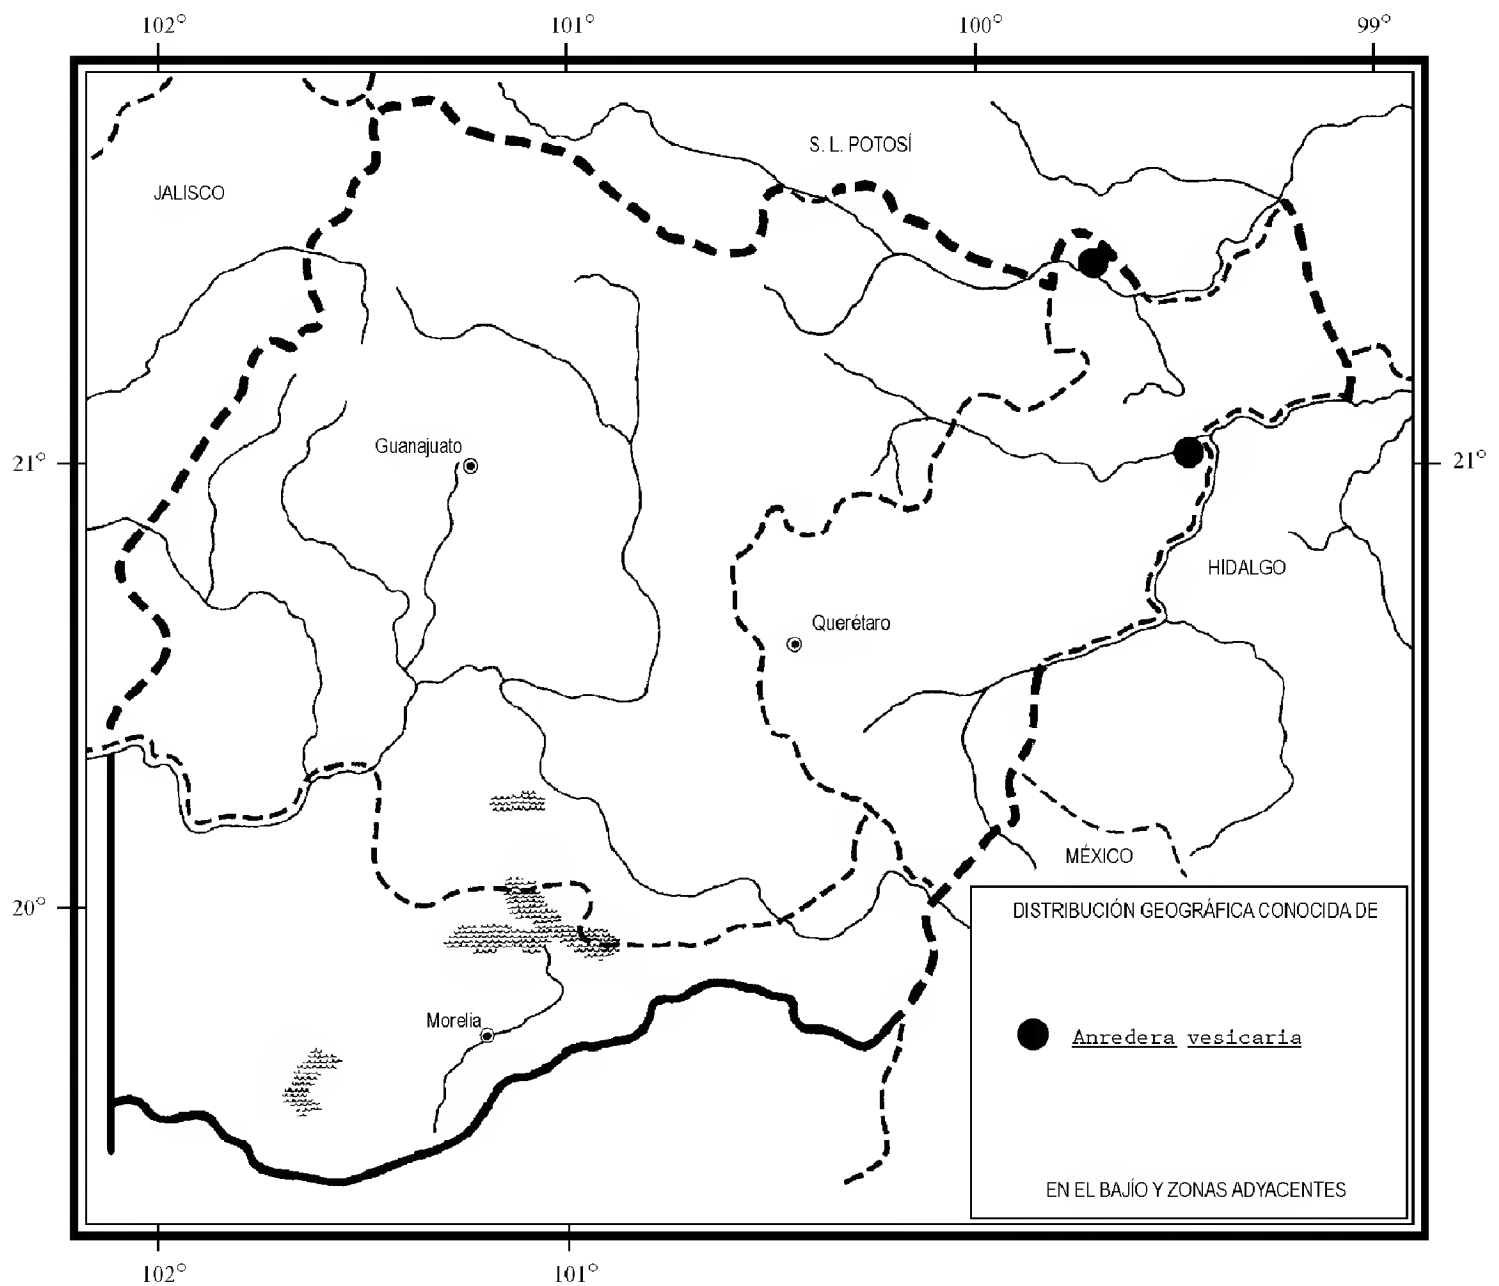 102° 101° 100° 99°
S. L. POTOSÍ
JALISCO
Guanajuato
21° 21°
HIDALGO
Querétaro
MÉXICO
20°
DISTRIBUCIÓN GEOGRÁFICA CONOCIDA DE
Morelia
Anredera vesicaria
EN EL BAJÍO Y ZONAS ADYACENTES
102° 101°